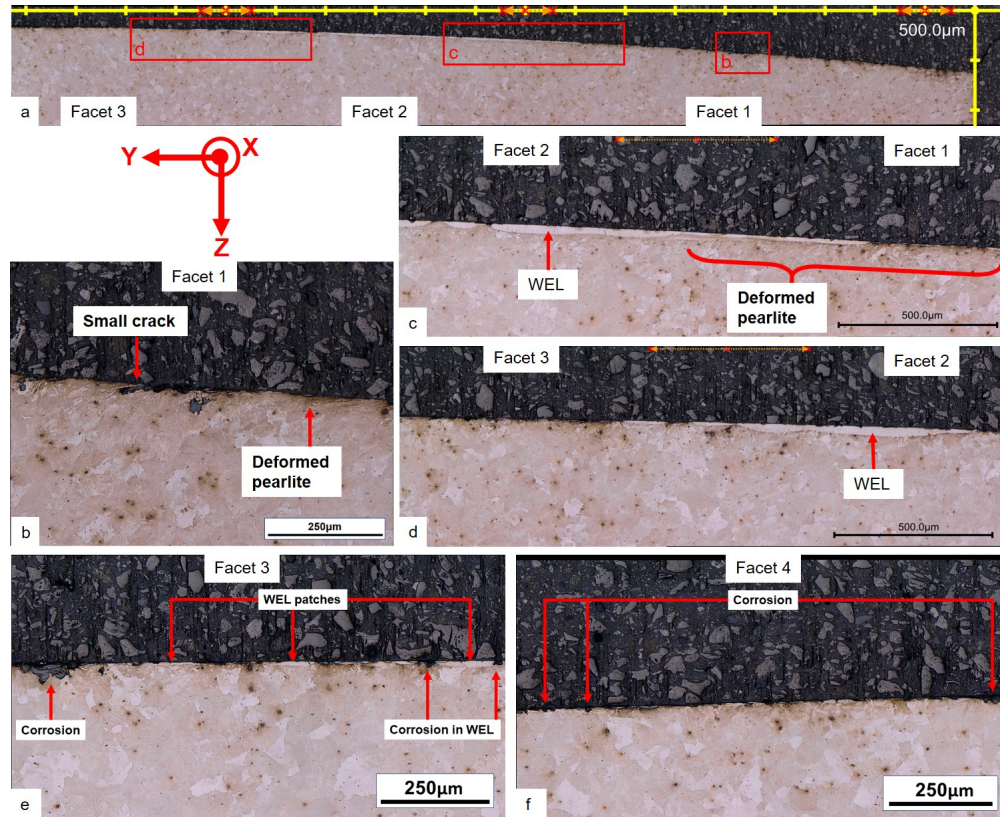 500.0μm
d
c
b
a
Facet 3
Facet 2
Facet 1
Y
X
Z
Facet 2
Facet 1
WEL
Deformed
pearlite
c
500.0μm
Facet 1
Small crack
Deformed
pearlite
b
250μm
Facet 3
Facet 2
WEL
d
500.0μm
Facet 3
WEL patches
Corrosion
Corrosion in WEL
e
250μm
Facet 4
Corrosion
f
250μm